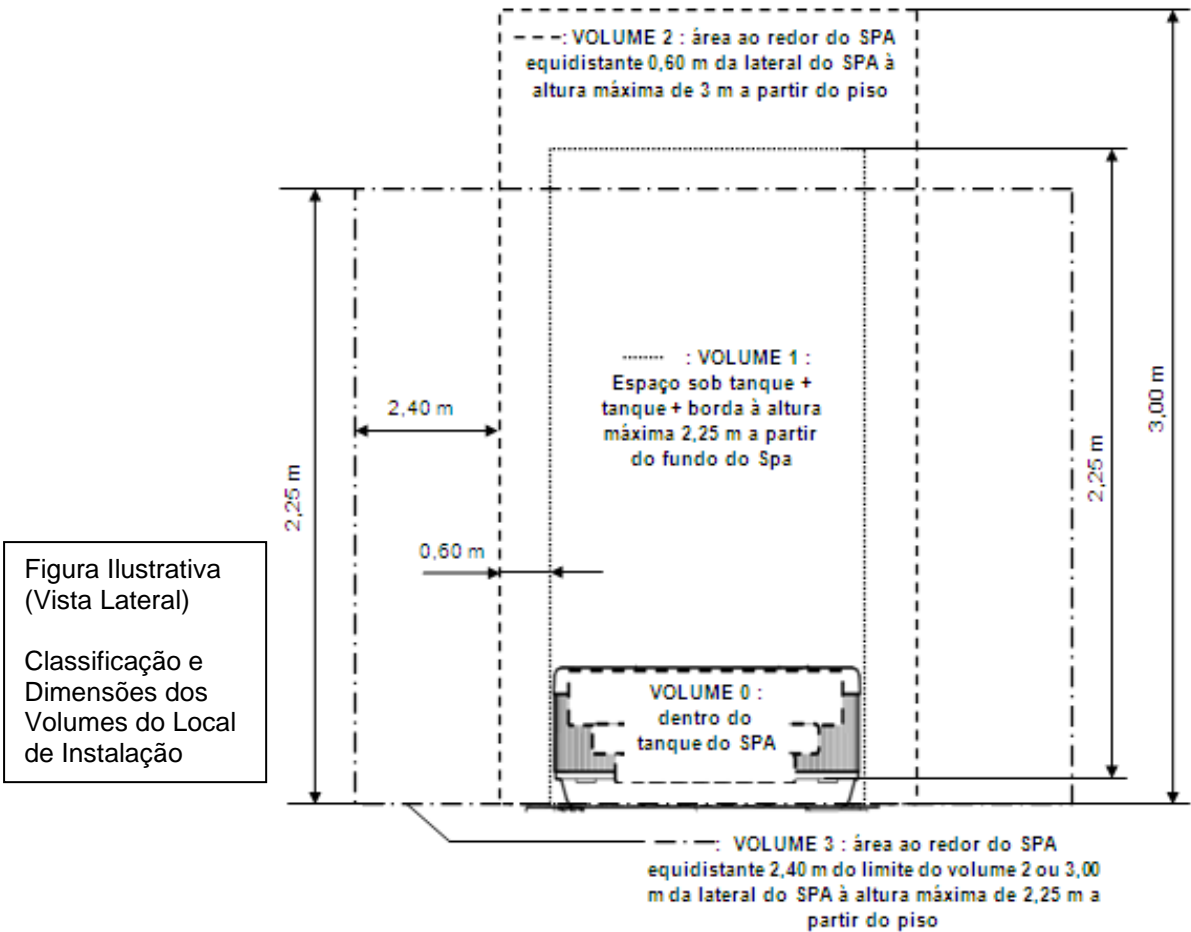 - - -: VOLUME 2 : área ao redor do SPA
equidistante 0,60 m da lateral do SPA à
altura máxima de 3 m a partir do piso
········ : VOLUME 1 :
Espaço sob tanque +
tanque + borda à altura
máxima 2,25 m a partir
do fundo do Spa
2,40 m
0,60 m
2,25 m
2,25 m
3,00 m
Figura Ilustrativa
(Vista Lateral)
Classificação e
Dimensões dos
Volumes do Local
de Instalação
VOLUME 0 :
dentro do
tanque do SPA
— · —: VOLUME 3 : área ao redor do SPA
equidistante 2,40 m do limite do volume 2 ou 3,00
m da lateral do SPA à altura máxima de 2,25 m a
partir do piso